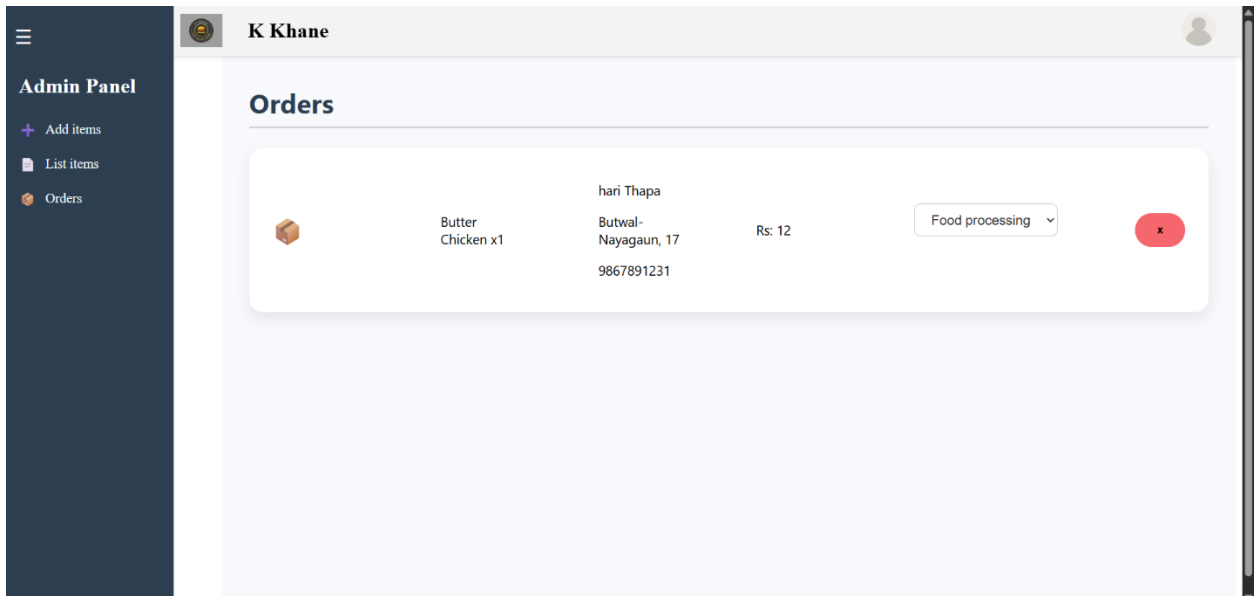 ☰
K Khane
Admin Panel
Add items
List items
Orders
Orders
Butter
Chicken x1
hari Thapa
Butwal-
Nayagaun, 17
9867891231
Rs: 12
Food processing
x